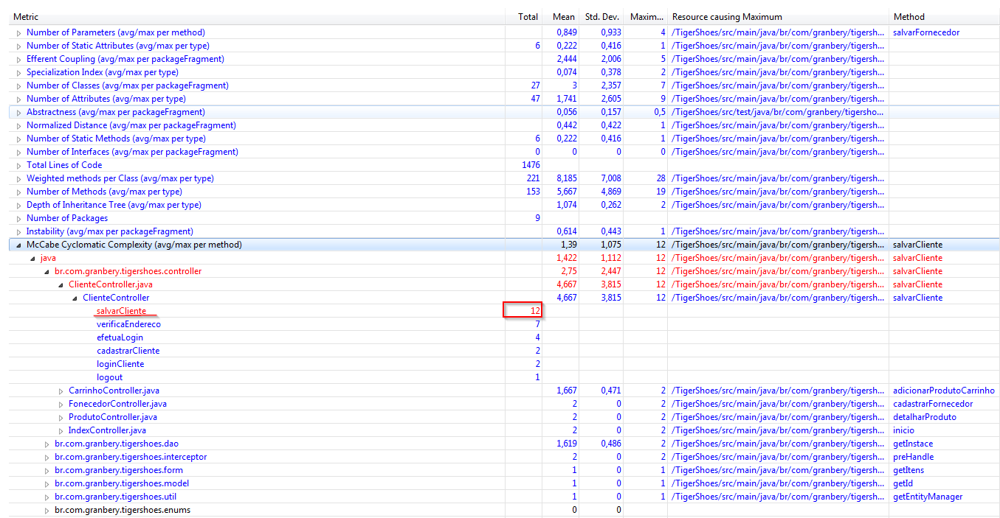 Metric Total Mean Std. Dev. Maxim... Resource causing Maximum Method
Number of Parameters (avg/max per method) 0,849 0,933 4 /TigerShoes/src/main/java/br/com/granbery/tigersh... salvarFornecedor
Number of Static Attributes (avg/max per type) 6 0,222 0,416 1 /TigerShoes/src/main/java/br/com/granbery/tigersh...
Efferent Coupling (avg/max per packageFragment) 2,444 2,006 5 /TigerShoes/src/main/java/br/com/granbery/tigersh...
Specialization Index (avg/max per type) 0,074 0,378 2 /TigerShoes/src/main/java/br/com/granbery/tigersh...
Number of Classes (avg/max per packageFragment) 27 3 2,357 7 /TigerShoes/src/main/java/br/com/granbery/tigersh...
Number of Attributes (avg/max per type) 47 1,741 2,605 9 /TigerShoes/src/main/java/br/com/granbery/tigersh...
Abstractness (avg/max per packageFragment) 0,056 0,157 0,5 /TigerShoes/src/test/java/br/com/granbery/tigersho...
Normalized Distance (avg/max per packageFragment) 0,442 0,422 1 /TigerShoes/src/main/java/br/com/granbery/tigersh...
Number of Static Methods (avg/max per type) 6 0,222 0,416 1 /TigerShoes/src/main/java/br/com/granbery/tigersh...
Number of Interfaces (avg/max per packageFragment) 0 0 0 0 /TigerShoes/src/main/java/br/com/granbery/tigersh...
Total Lines of Code 1476
Weighted methods per Class (avg/max per type) 221 8,185 7,008 28 /TigerShoes/src/main/java/br/com/granbery/tigersh...
Number of Methods (avg/max per type) 153 5,667 4,869 19 /TigerShoes/src/main/java/br/com/granbery/tigersh...
Depth of Inheritance Tree (avg/max per type) 1,074 0,262 2 /TigerShoes/src/main/java/br/com/granbery/tigersh...
Number of Packages 9
Instability (avg/max per packageFragment) 0,614 0,443 1 /TigerShoes/src/main/java/br/com/granbery/tigersh...
McCabe Cyclomatic Complexity (avg/max per method) 1,39 1,075 12 /TigerShoes/src/main/java/br/com/granbery/tigersh... salvarCliente
java 1,422 1,112 12 /TigerShoes/src/main/java/br/com/granbery/tigersh... salvarCliente
br.com.granbery.tigershoes.controller 2,75 2,447 12 /TigerShoes/src/main/java/br/com/granbery/tigersh... salvarCliente
ClienteController.java 4,667 3,815 12 /TigerShoes/src/main/java/br/com/granbery/tigersh... salvarCliente
ClienteController 4,667 3,815 12 /TigerShoes/src/main/java/br/com/granbery/tigersh... salvarCliente
salvarCliente 12
verificaEndereco 7
efetuaLogin 4
cadastrarCliente 2
loginCliente 2
logout 1
CarrinhoController.java 1,667 0,471 2 /TigerShoes/src/main/java/br/com/granbery/tigersh... adicionarProdutoCarrinho
FonecedorController.java 2 0 2 /TigerShoes/src/main/java/br/com/granbery/tigersh... cadastrarFornecedor
ProdutoController.java 2 0 2 /TigerShoes/src/main/java/br/com/granbery/tigersh... detalharProduto
IndexController.java 2 0 2 /TigerShoes/src/main/java/br/com/granbery/tigersh... inicio
br.com.granbery.tigershoes.dao 1,619 0,486 2 /TigerShoes/src/main/java/br/com/granbery/tigersh... getInstace
br.com.granbery.tigershoes.interceptor 2 0 2 /TigerShoes/src/main/java/br/com/granbery/tigersh... preHandle
br.com.granbery.tigershoes.form 1 0 1 /TigerShoes/src/main/java/br/com/granbery/tigersh... getItens
br.com.granbery.tigershoes.model 1 0 1 /TigerShoes/src/main/java/br/com/granbery/tigersh... getId
br.com.granbery.tigershoes.util 1 0 1 /TigerShoes/src/main/java/br/com/granbery/tigersh... getEntityManager
br.com.granbery.tigershoes.enums 0 0